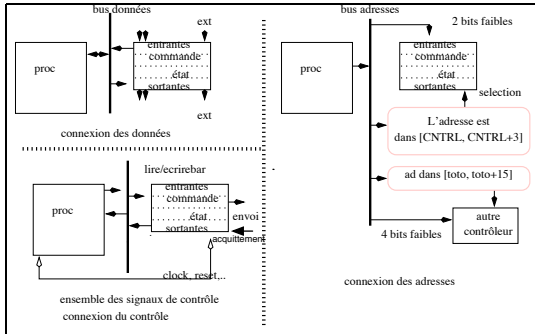 bus données
ext
entrantes
commande
proc
état
sortantes
ext
connexion des données
lire/ecrirebar
entrantes
commande
proc
état
envoi
sortantes
acquittement
clock, reset,..
ensemble des signaux de contrôle
connexion du contrôle
bus adresses
2 bits faibles
entrantes
commande
proc
état
sortantes
selection
L'adresse est
dans [CNTRL, CNTRL+3]
ad dans [toto, toto+15]
autre
contrôleur
4 bits faibles
connexion des adresses